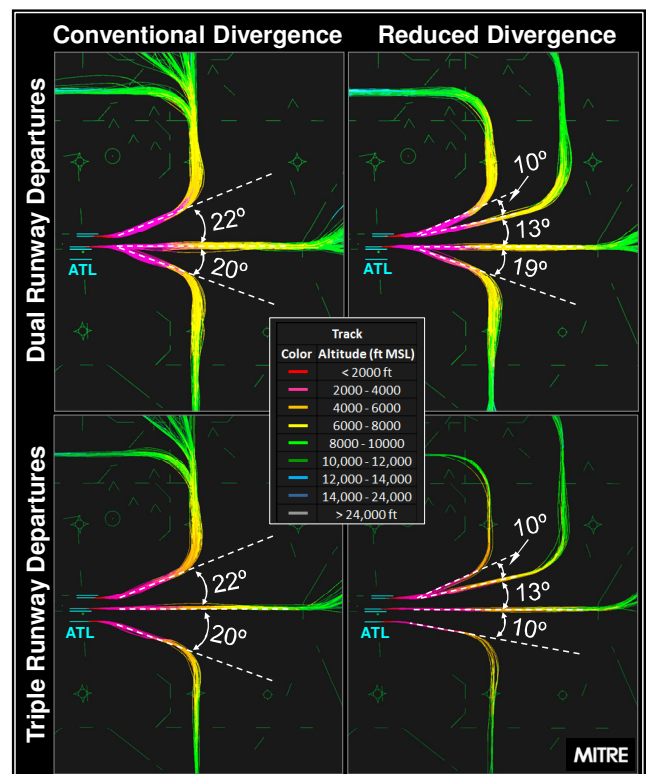 Conventional Divergence
Reduced Divergence
Dual Runway Departures
22º
20º
ATL
10º
13º
19º
ATL
Track
Color Altitude (ft MSL)
< 2000 ft
2000 - 4000
4000 - 6000
6000 - 8000
8000 - 10000
10,000 - 12,000
12,000 - 14,000
14,000 - 24,000
> 24,000 ft
Triple Runway Departures
22º
20º
ATL
10º
13º
10º
ATL
MITRE